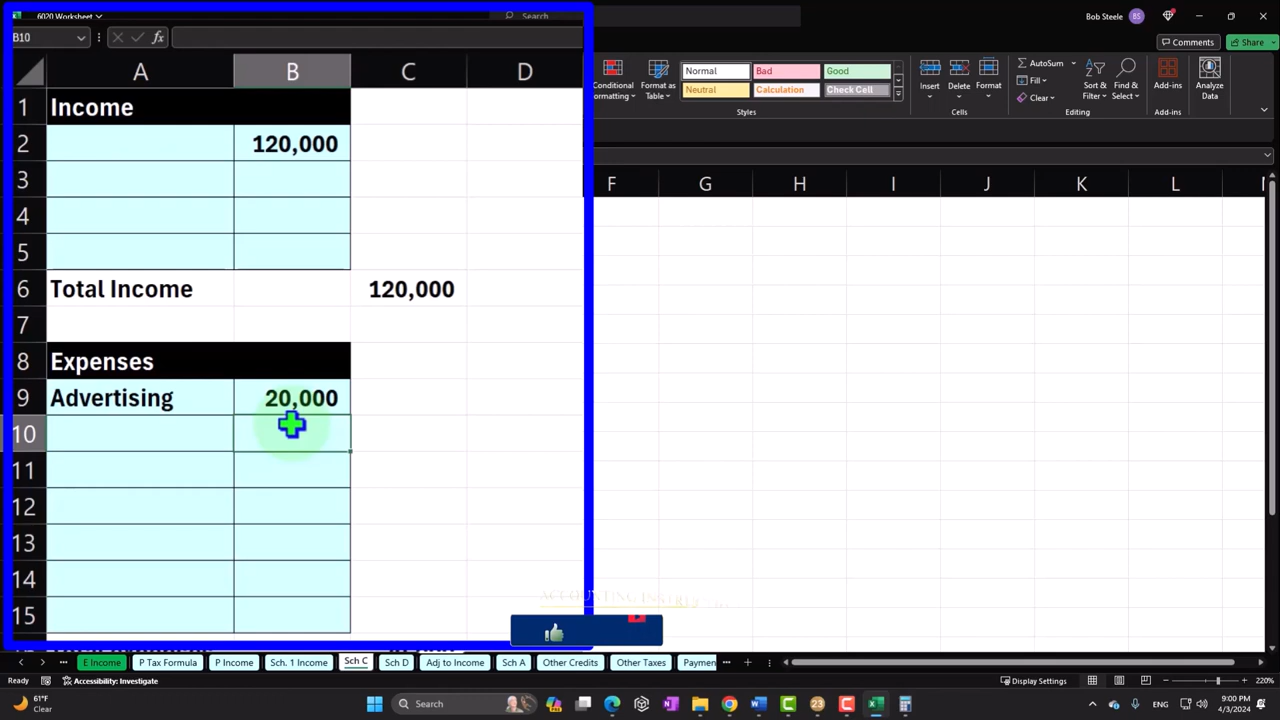 6020 Worksheet
Search
Bob Steele
BS
B10
fx
Comments
Share
Conditional Formatting
Format as Table
Normal
Bad
Good
Neutral
Calculation
Check Cell
Styles
Insert
Delete
Format
Cells
AutoSum
Clear
Sort & Filter
Find & Select
Editing
Add-ins
Add-ins
Analyze Data
A B C D F G H I J K L
1 Income
2 120,000
3
4
5
6 Total Income 120,000
7
8 Expenses
9 Advertising 20,000
10
11
12
13
14
15
E Income P Tax Formula P Income Sch. 1 Income Sch C Sch D Adj to Income Sch A Other Credits Other Taxes Paymen
Ready
Accessibility: Investigate
Display Settings
220%
61°F
Clear
Search
ENG
9:00 PM
4/3/2024